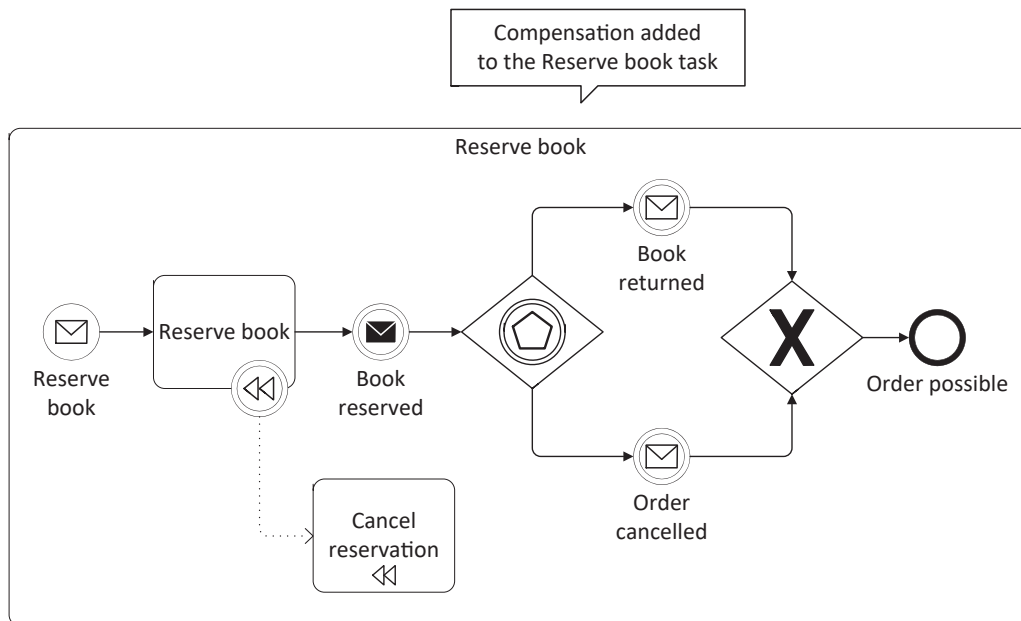 Compensation added
to the Reserve book task
Reserve book
Book
returned
Reserve book
Reserve
book
Book
reserved
X
Order possible
Order
cancelled
Cancel
reservation